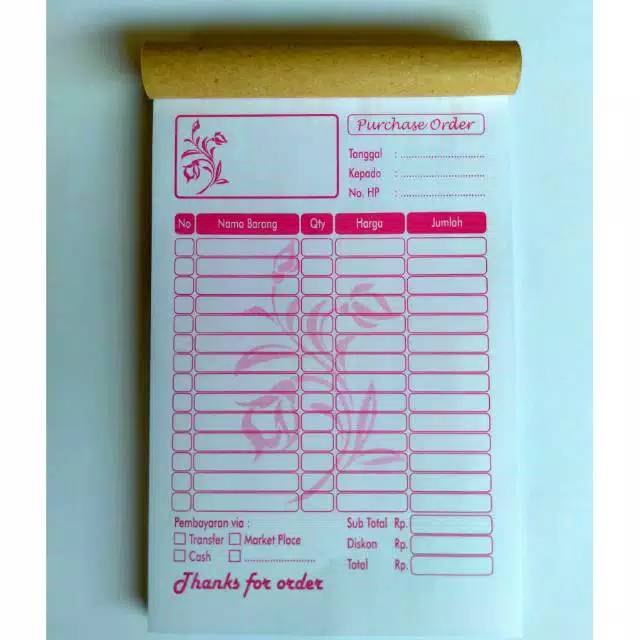 Purchase Order
Tanggal : ..............................
Kepada : ..............................
No. HP : ..............................
No Nama Barang Qty Harga Jumlah
Pembayaran via :
Transfer Market Place
Cash ..............................
Sub Total Rp.
Diskon Rp.
Total Rp.
Thanks for order